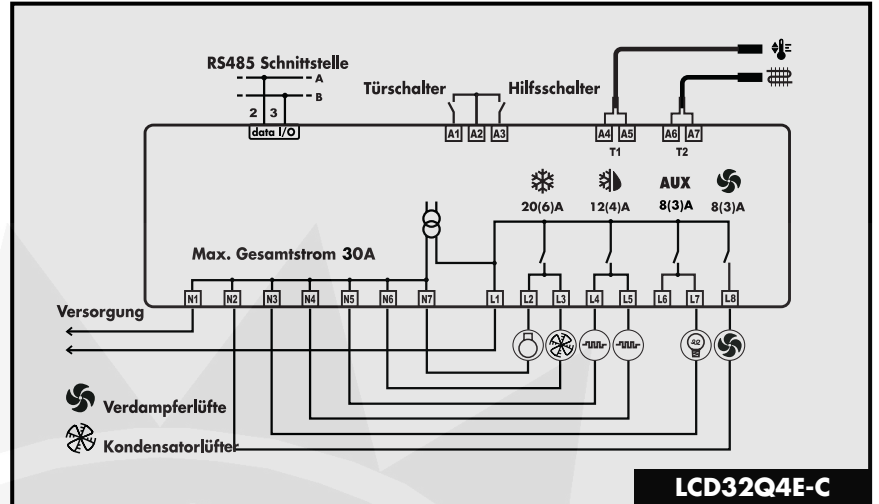 RS485 Schnittstelle
A
B
2 3
data I/O
Türschalter
Hilfsschalter
A1 A2 A3
A4 A5
A6 A7
T1
T2
AUX
20(6)A
12(4)A
8(3)A
8(3)A
Max. Gesamtstrom 30A
N1 N2 N3 N4 N5 N6 N7 L1 L2 L3 L4 L5 L6 L7 L8
Versorgung
Verdampferlüfte
Kondensatorlüfter
LCD32Q4E-C